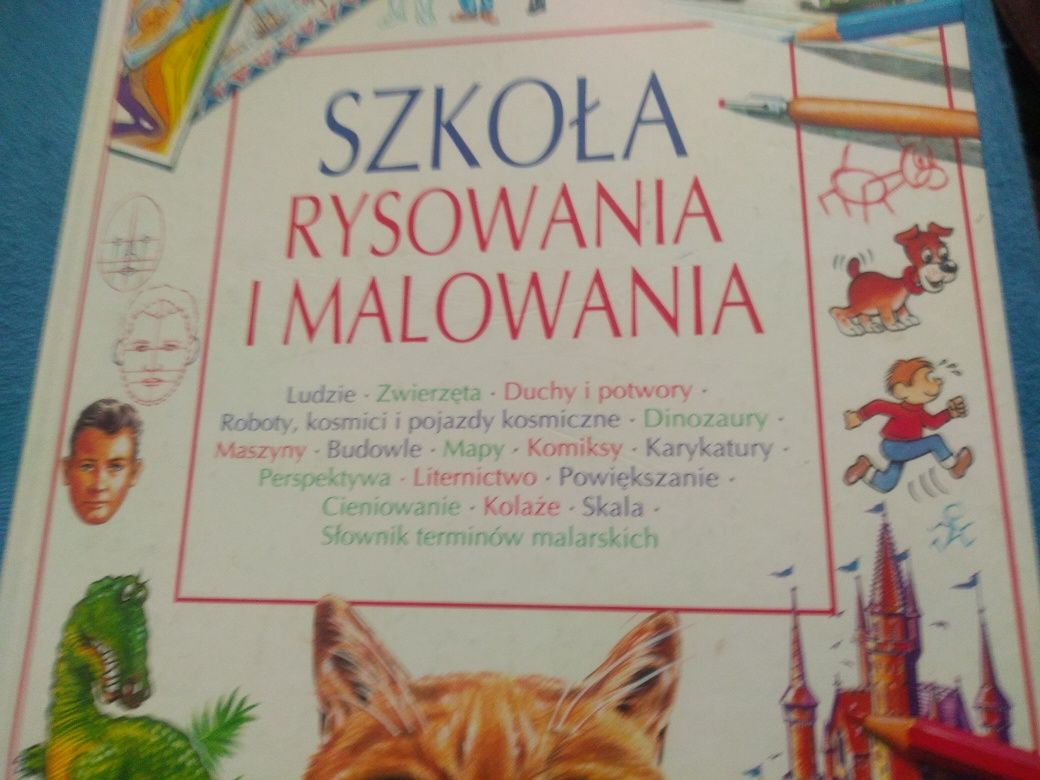 SZKOŁA
RYSOWANIA
I MALOWANIA
Ludzie · Zwierzęta · Duchy i potwory ·
Roboty, kosmici i pojazdy kosmiczne · Dinozaury ·
Maszyny · Budowle · Mapy · Komiksy · Karykatury ·
Perspektywa · Liternictwo · Powiększanie ·
Cieniowanie · Kolaże · Skala ·
Słownik terminów malarskich